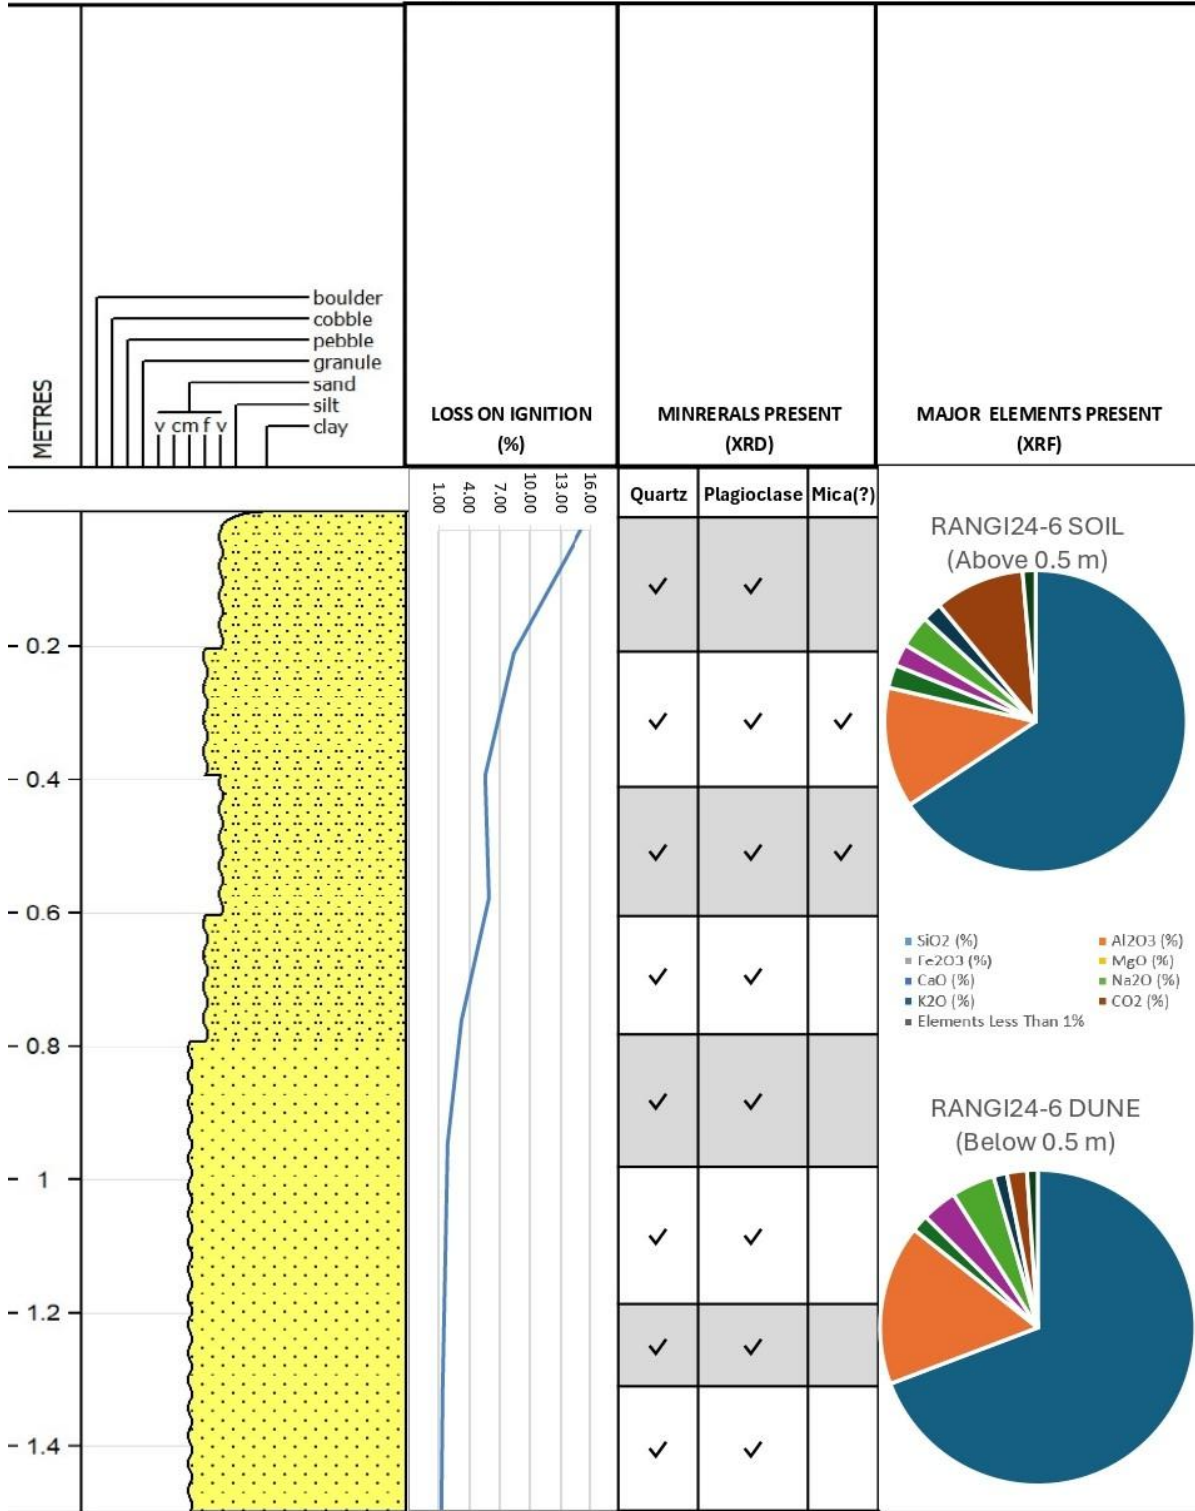 METRES
boulder
cobble
pebble
granule
sand
silt
clay
v c m f v
LOSS ON IGNITION
(%)
MINRERALS PRESENT
(XRD)
MAJOR ELEMENTS PRESENT
(XRF)
1.00
4.00
7.00
10.00
13.00
16.00
Quartz
Plagioclase
Mica(?)
0.2
0.4
0.6
0.8
1
1.2
1.4
RANGI24-6 SOIL
(Above 0.5 m)
SiO2 (%)
Al2O3 (%)
Fe2O3 (%)
MgO (%)
CaO (%)
Na2O (%)
K2O (%)
CO2 (%)
Elements Less Than 1%
RANGI24-6 DUNE
(Below 0.5 m)